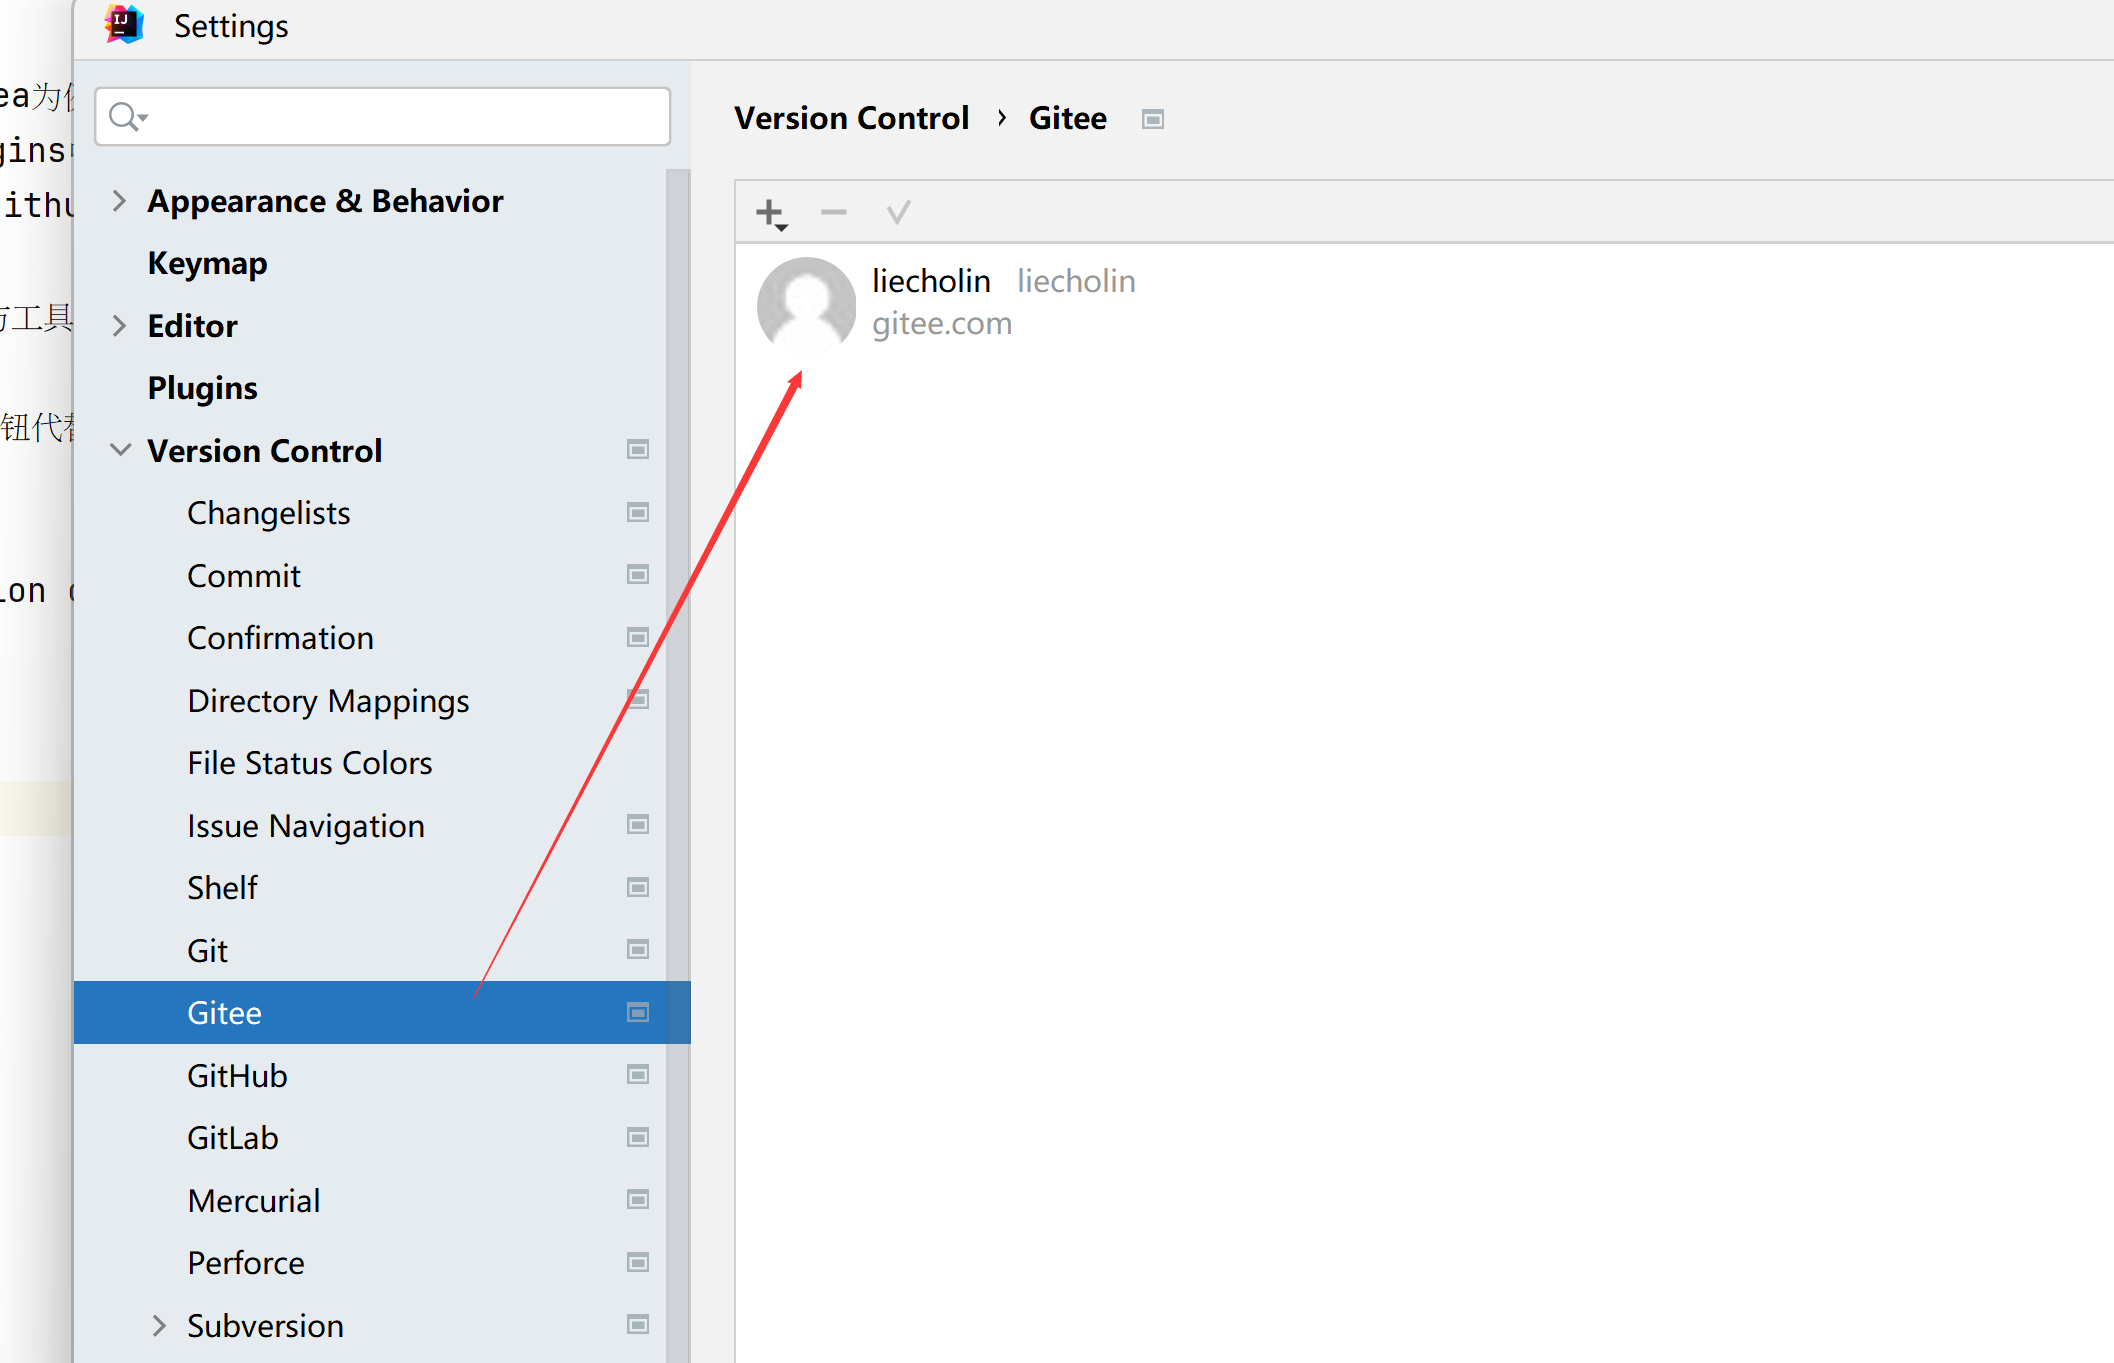 Settings
ea为
gins
ithu
方工具
钮代
ion
Appearance & Behavior
Keymap
Editor
Plugins
Version Control
Changelists
Commit
Confirmation
Directory Mappings
File Status Colors
Issue Navigation
Shelf
Git
Gitee
GitHub
GitLab
Mercurial
Perforce
Subversion
Version Control › Gitee
liecholin liecholin
gitee.com